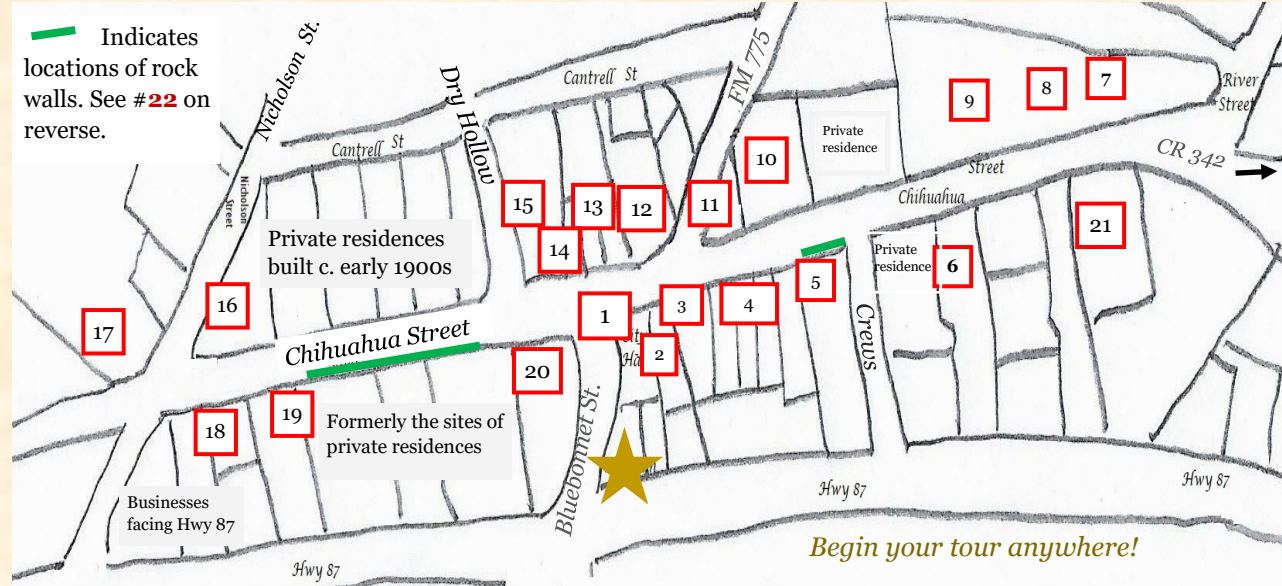 Indicates
locations of rock
walls. See #22 on
reverse.
Nicholson St.
Nicholson
Street
Dry Hollow
Cantrell St
Cantrell St
FM 775
River
Street
CR 342
Street
Chihuahua
Private
residence
7
8
9
10
11
12
13
14
15
Private residences
built c. early 1900s
16
17
Chihuahua Street
1
2
3
4
5
Private
residence
6
21
Crews
20
19
18
Formerly the sites of
private residences
Businesses
facing Hwy 87
Bluebonnet St.
Hwy 87
Hwy 87
Hwy 87
Begin your tour anywhere!